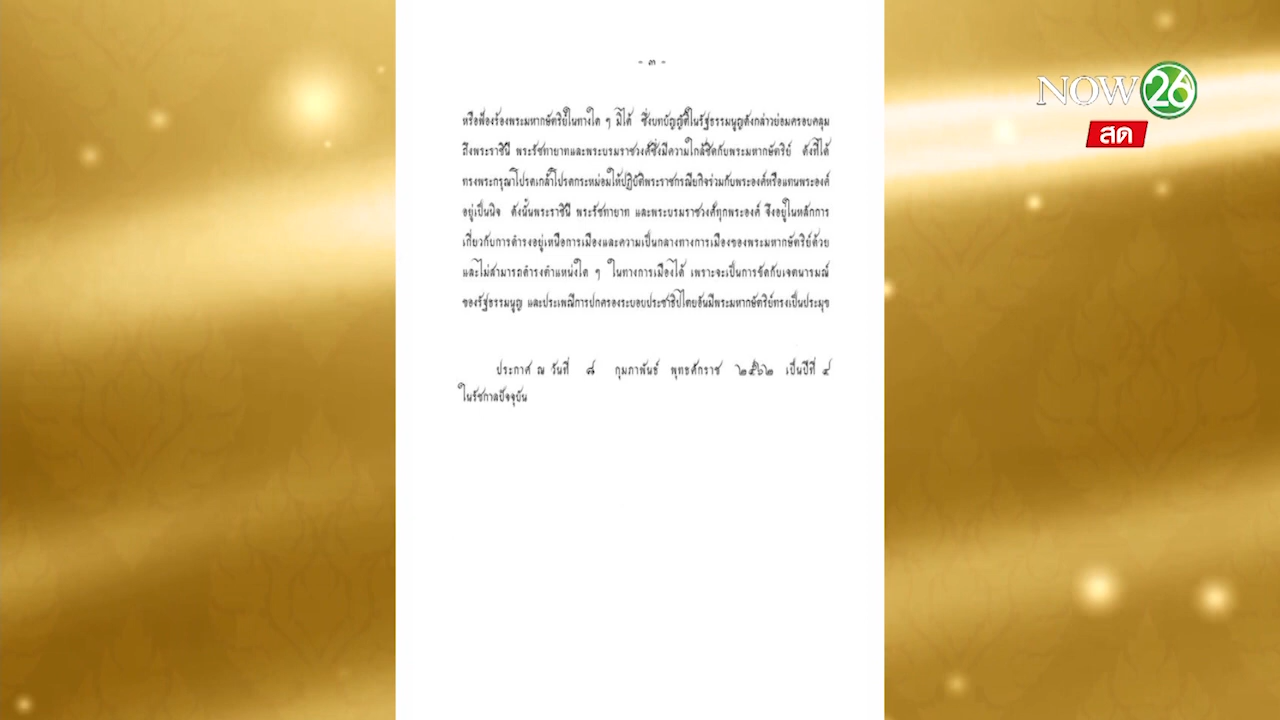 - ๓ -
NOW 26
สด
หรือฟ้องร้องพระมหากษัตริย์ในทางใด ๆ มิได้ ซึ่งบทบัญญัติในรัฐธรรมนูญดังกล่าวย่อมครอบคลุม
ถึงพระราชินี พระรัชทายาทและพระบรมราชวงศ์ซึ่งมีความใกล้ชิดกับพระมหากษัตริย์ ดังที่ได้
ทรงพระกรุณาโปรดเกล้าโปรดกระหม่อมให้ปฏิบัติพระราชกรณียกิจร่วมกับพระองค์หรือแทนพระองค์
อยู่เป็นนิจ ดังนั้นพระราชินี พระรัชทายาท และพระบรมราชวงศ์ทุกพระองค์ จึงอยู่ในหลักการ
เกี่ยวกับการดำรงอยู่เหนือการเมืองและความเป็นกลางทางการเมืองของพระมหากษัตริย์ด้วย
และไม่สามารถดำรงตำแหน่งใด ๆ ในทางการเมืองได้ เพราะจะเป็นการขัดกับเจตนารมณ์
ของรัฐธรรมนูญ และประเพณีการปกครองระบอบประชาธิปไตยอันมีพระมหากษัตริย์ทรงเป็นประมุข
ประกาศ ณ วันที่ ๘ กุมภาพันธ์ พุทธศักราช ๒๕๖๒ เป็นปีที่ ๔
ในรัชกาลปัจจุบัน